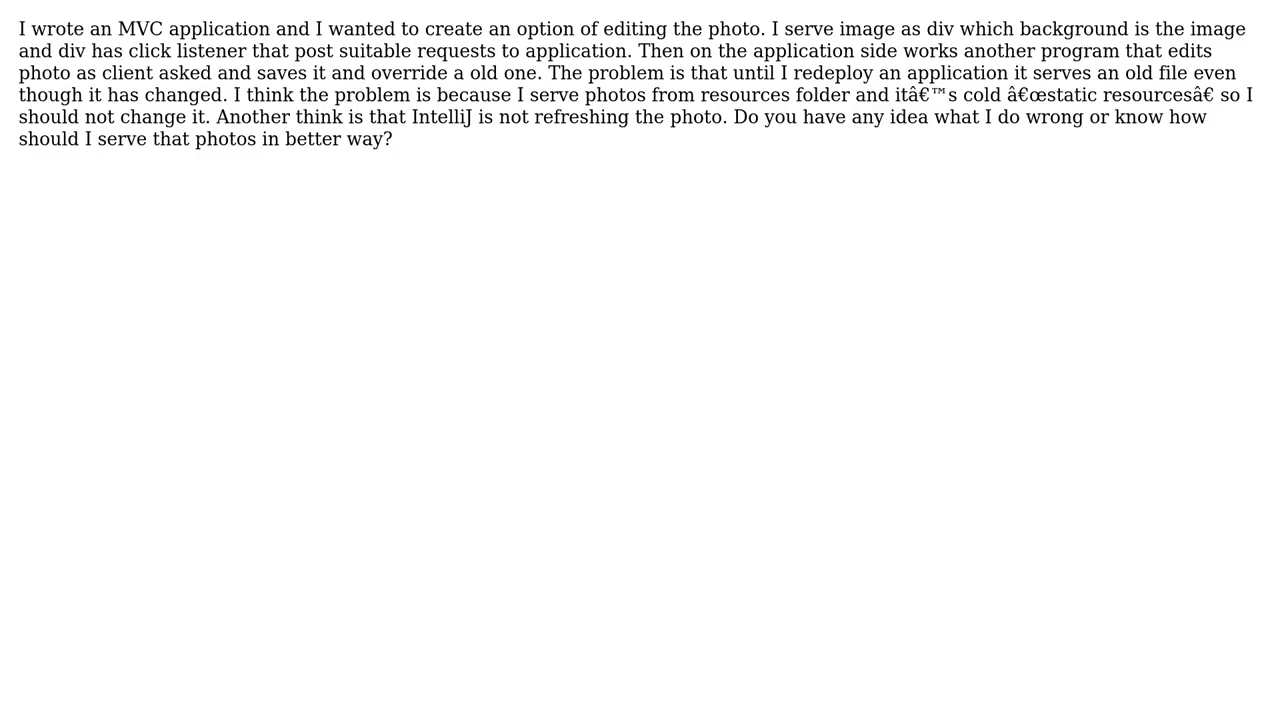 I wrote an MVC application and I wanted to create an option of editing the photo. I serve image as div which background is the image
and div has click listener that post suitable requests to application. Then on the application side works another program that edits
photo as client asked and saves it and override a old one. The problem is that until I redeploy an application it serves an old file even
though it has changed. I think the problem is because I serve photos from resources folder and itâ€™s cold â€œstatic resourcesâ€ so I
should not change it. Another think is that IntelliJ is not refreshing the photo. Do you have any idea what I do wrong or know how
should I serve that photos in better way?